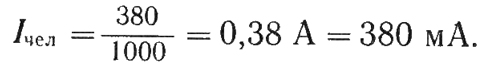 Iчел = 380/1000 = 0,38 А = 380 мА.